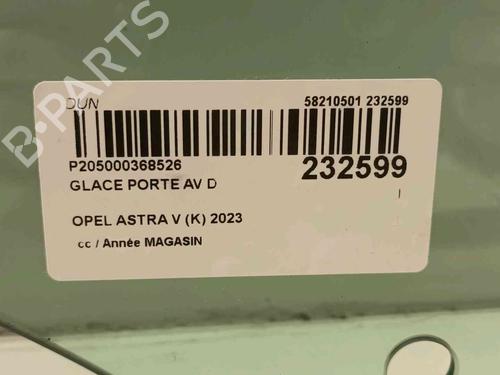 B-PARTS
DUN
58210501 232599
P205000368526
232599
GLACE PORTE AV D
OPEL ASTRA V (K) 2023
cc / Année MAGASIN